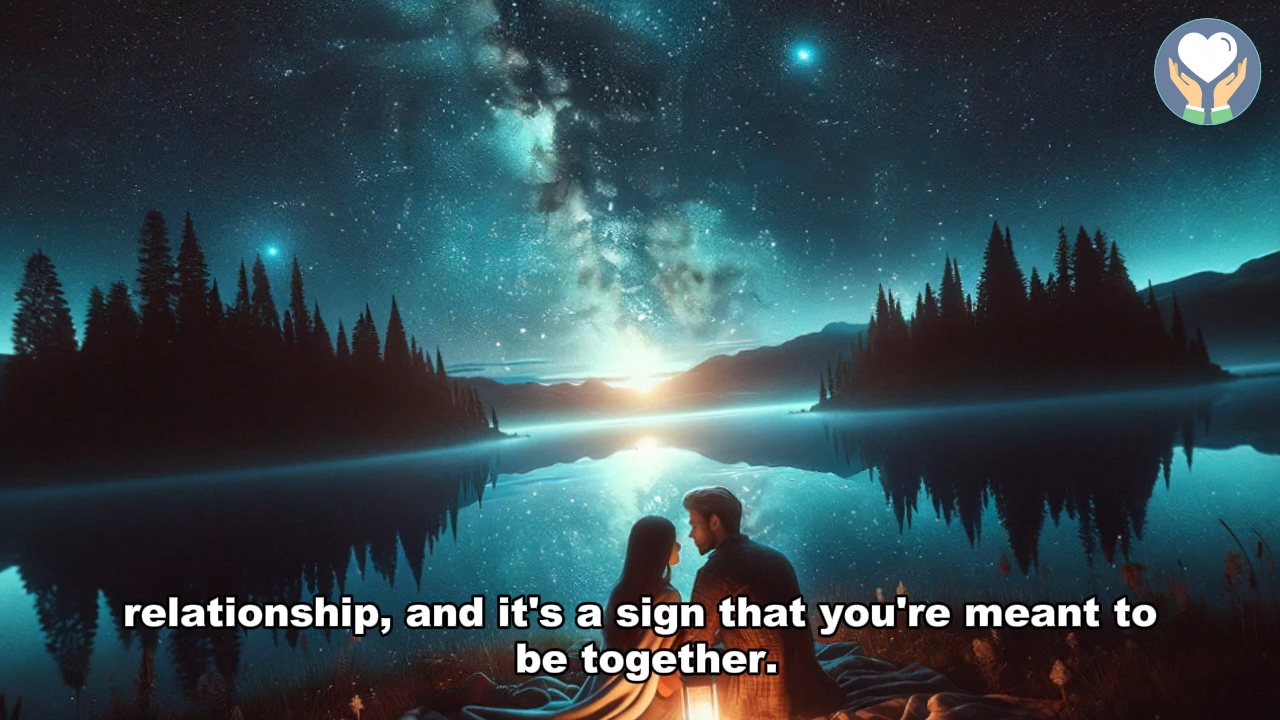 relationship, and it's a sign that you're meant to
be together.